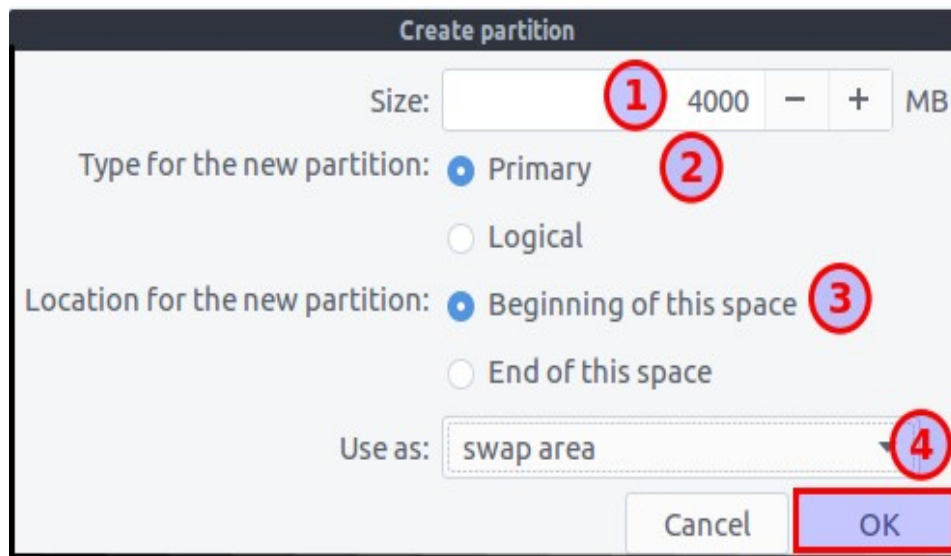 Create partition
Size: 1 4000 − + MB
Type for the new partition: Primary 2
Logical
Location for the new partition: Beginning of this space 3
End of this space
Use as: swap area 4
Cancel OK